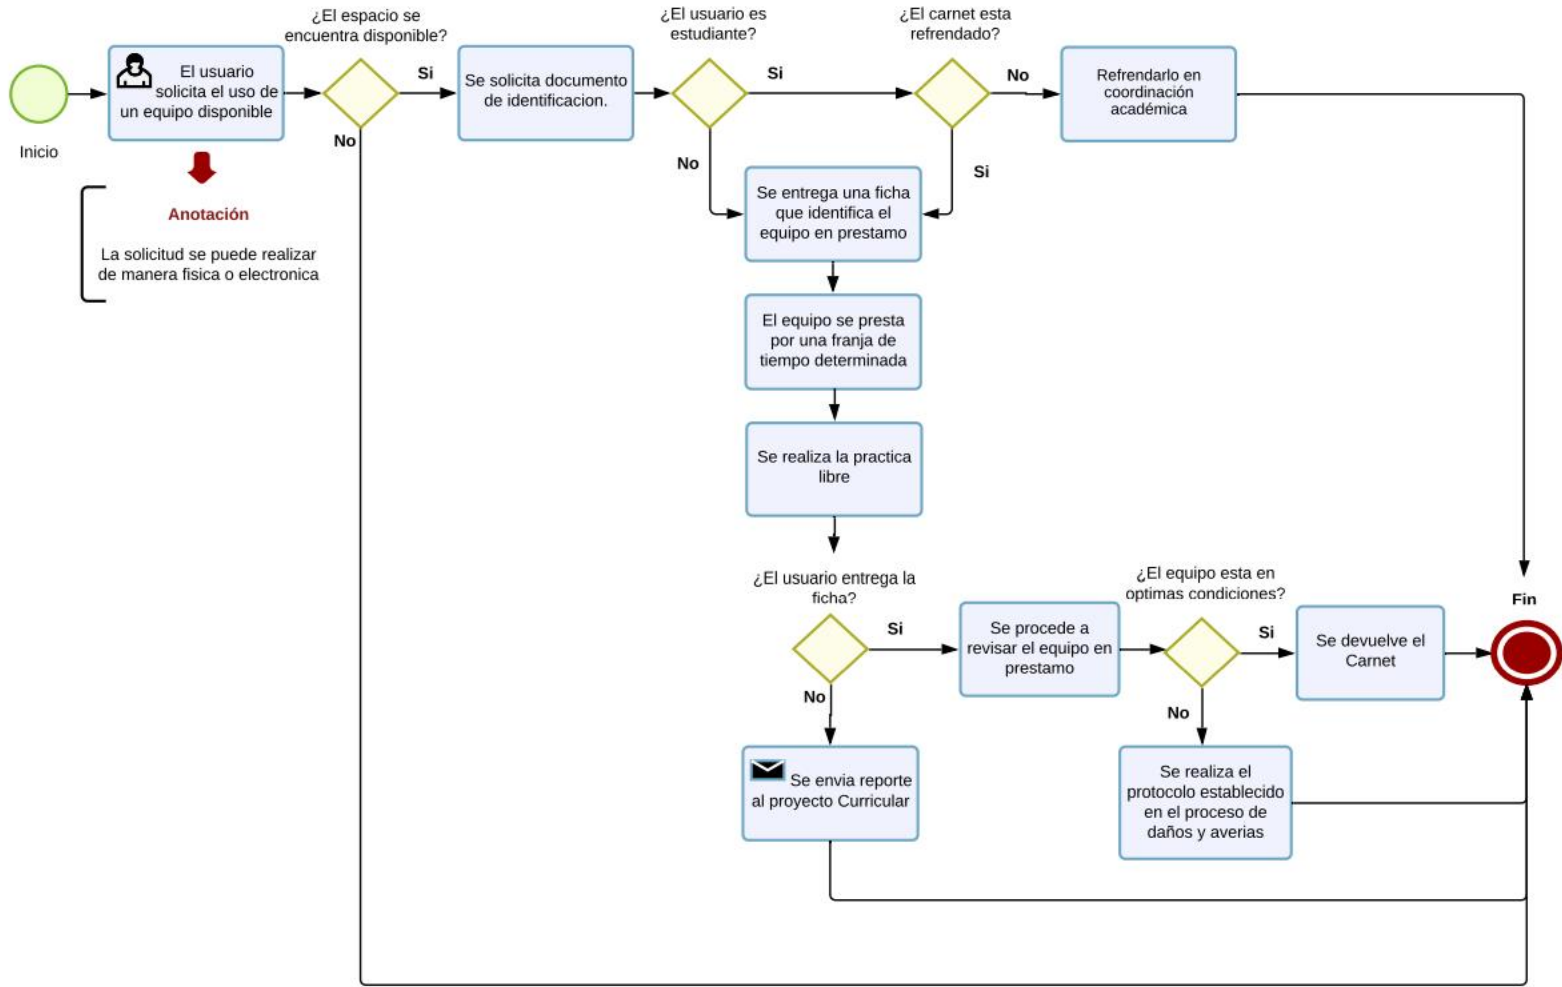 ¿El espacio se
encuentra disponible?
¿El usuario es
estudiante?
¿El carnet esta
refrendado?
El usuario
solicita el uso de
un equipo disponible
Si
Se solicita documento
de identificacion.
Si
No
Refrendarlo en
coordinación
académica
Inicio
No
No
Si
Se entrega una ficha
que identifica el
equipo en prestamo
Anotación
La solicitud se puede realizar
de manera fisica o electronica
El equipo se presta
por una franja de
tiempo determinada
Se realiza la practica
libre
¿El usuario entrega la
ficha?
Si
Se procede a
revisar el equipo en
prestamo
¿El equipo esta en
optimas condiciones?
Si
Se devuelve el
Carnet
Fin
No
No
Se envia reporte
al proyecto Curricular
Se realiza el
protocolo establecido
en el proceso de
daños y averias